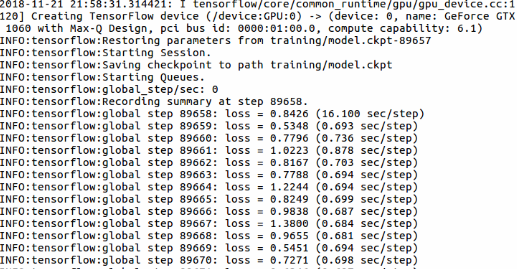 2018-11-21 21:58:31.314421: I tensorflow/core/common_runtime/gpu/gpu_device.cc:1
120] Creating TensorFlow device (/device:GPU:0) -> (device: 0, name: GeForce GTX
1060 with Max-Q Design, pci bus id: 0000:01:00.0, compute capability: 6.1)
INFO:tensorflow:Restoring parameters from training/model.ckpt-89657
INFO:tensorflow:Starting Session.
INFO:tensorflow:Saving checkpoint to path training/model.ckpt
INFO:tensorflow:Starting Queues.
INFO:tensorflow:global_step/sec: 0
INFO:tensorflow:Recording summary at step 89658.
INFO:tensorflow:global step 89658: loss = 0.8426 (16.100 sec/step)
INFO:tensorflow:global step 89659: loss = 0.5348 (0.693 sec/step)
INFO:tensorflow:global step 89660: loss = 0.7796 (0.736 sec/step)
INFO:tensorflow:global step 89661: loss = 1.0223 (0.878 sec/step)
INFO:tensorflow:global step 89662: loss = 0.8167 (0.703 sec/step)
INFO:tensorflow:global step 89663: loss = 0.7788 (0.694 sec/step)
INFO:tensorflow:global step 89664: loss = 1.2244 (0.694 sec/step)
INFO:tensorflow:global step 89665: loss = 0.8249 (0.699 sec/step)
INFO:tensorflow:global step 89666: loss = 0.9838 (0.687 sec/step)
INFO:tensorflow:global step 89667: loss = 1.3800 (0.684 sec/step)
INFO:tensorflow:global step 89668: loss = 0.9655 (0.681 sec/step)
INFO:tensorflow:global step 89669: loss = 0.5451 (0.694 sec/step)
INFO:tensorflow:global step 89670: loss = 0.7271 (0.698 sec/step)